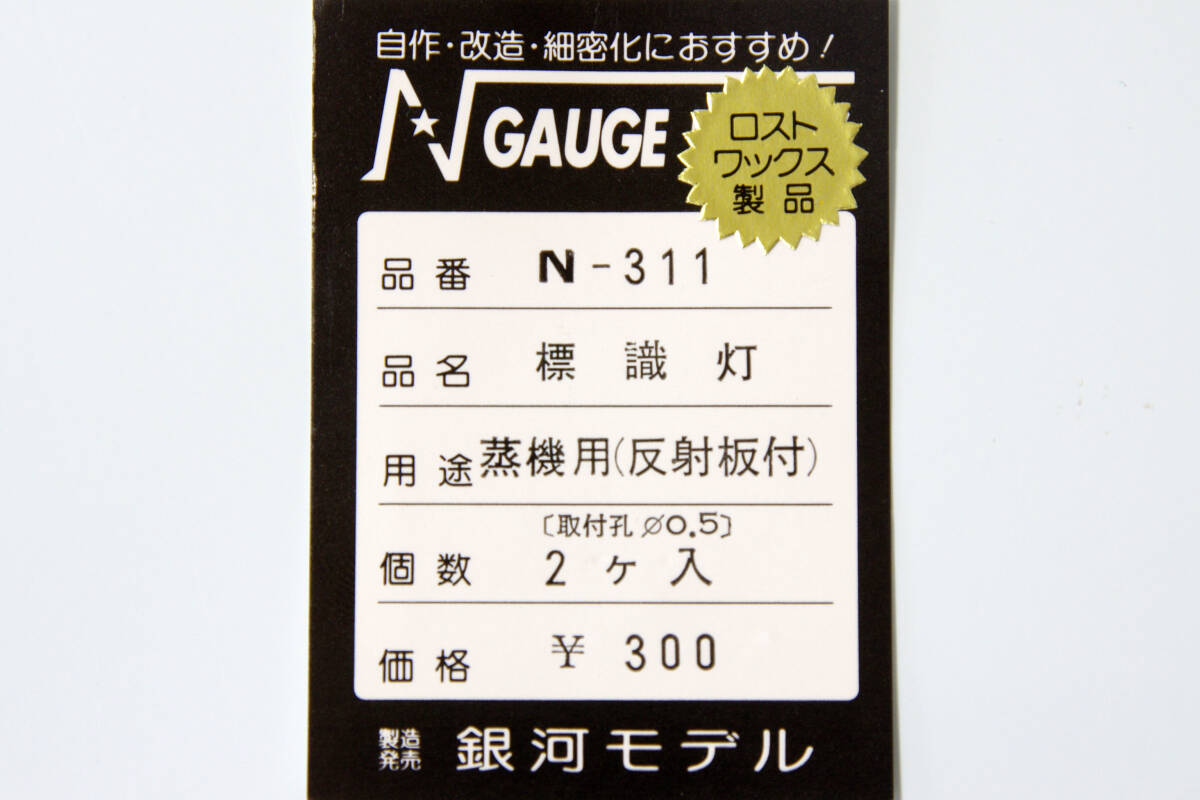 自作・改造・細密化におすすめ！
N GAUGE
ロスト
ワックス
製品
品番 N-311
品名 標識灯
用途 蒸機用(反射板付)
〔取付孔 ∅0.5〕
個数 2ヶ入
価格 ¥300
製造
発売 銀河モデル